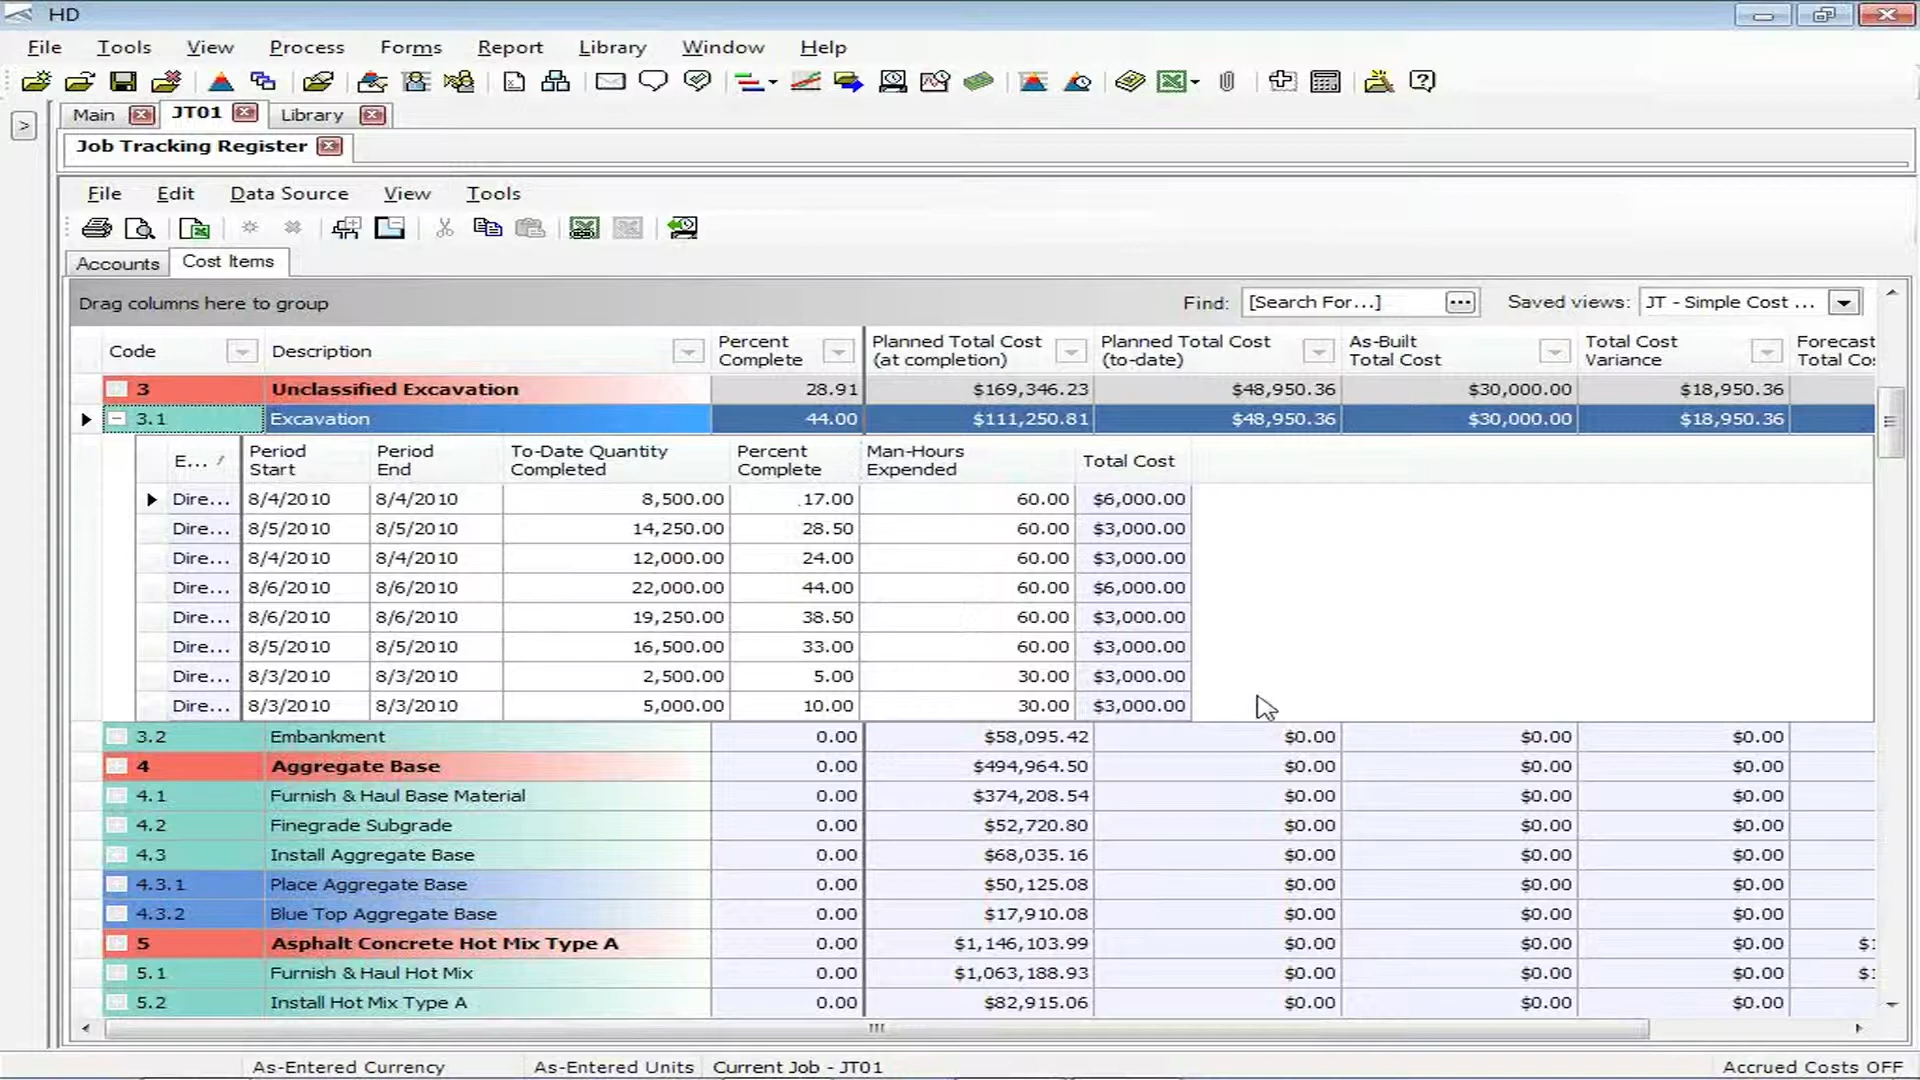 HD
File Tools View Process Forms Report Library Window Help
>
Main JT01 Library
Job Tracking Register
File Edit Data Source View Tools
Accounts Cost Items
Drag columns here to group Find: [Search For...] Saved views: JT - Simple Cost ...
Code Description Percent Complete Planned Total Cost (at completion) Planned Total Cost (to-date) As-Built Total Cost Total Cost Variance Forecast Total Co
3 Unclassified Excavation 28.91 $169,346.23 $48,950.36 $30,000.00 $18,950.36
3.1 Excavation 44.00 $111,250.81 $48,950.36 $30,000.00 $18,950.36
E... Period Start Period End To-Date Quantity Completed Percent Complete Man-Hours Expended Total Cost
Dire... 8/4/2010 8/4/2010 8,500.00 17.00 60.00 $6,000.00
Dire... 8/5/2010 8/5/2010 14,250.00 28.50 60.00 $3,000.00
Dire... 8/4/2010 8/4/2010 12,000.00 24.00 60.00 $3,000.00
Dire... 8/6/2010 8/6/2010 22,000.00 44.00 60.00 $6,000.00
Dire... 8/6/2010 8/6/2010 19,250.00 38.50 60.00 $3,000.00
Dire... 8/5/2010 8/5/2010 16,500.00 33.00 60.00 $3,000.00
Dire... 8/3/2010 8/3/2010 2,500.00 5.00 30.00 $3,000.00
Dire... 8/3/2010 8/3/2010 5,000.00 10.00 30.00 $3,000.00
3.2 Embankment 0.00 $58,095.42 $0.00 $0.00 $0.00
4 Aggregate Base 0.00 $494,964.50 $0.00 $0.00 $0.00
4.1 Furnish & Haul Base Material 0.00 $374,208.54 $0.00 $0.00 $0.00
4.2 Finegrade Subgrade 0.00 $52,720.80 $0.00 $0.00 $0.00
4.3 Install Aggregate Base 0.00 $68,035.16 $0.00 $0.00 $0.00
4.3.1 Place Aggregate Base 0.00 $50,125.08 $0.00 $0.00 $0.00
4.3.2 Blue Top Aggregate Base 0.00 $17,910.08 $0.00 $0.00 $0.00
5 Asphalt Concrete Hot Mix Type A 0.00 $1,146,103.99 $0.00 $0.00 $0.00 $1
5.1 Furnish & Haul Hot Mix 0.00 $1,063,188.93 $0.00 $0.00 $0.00 $1
5.2 Install Hot Mix Type A 0.00 $82,915.06 $0.00 $0.00 $0.00
As-Entered Currency As-Entered Units Current Job - JT01 Accrued Costs OFF